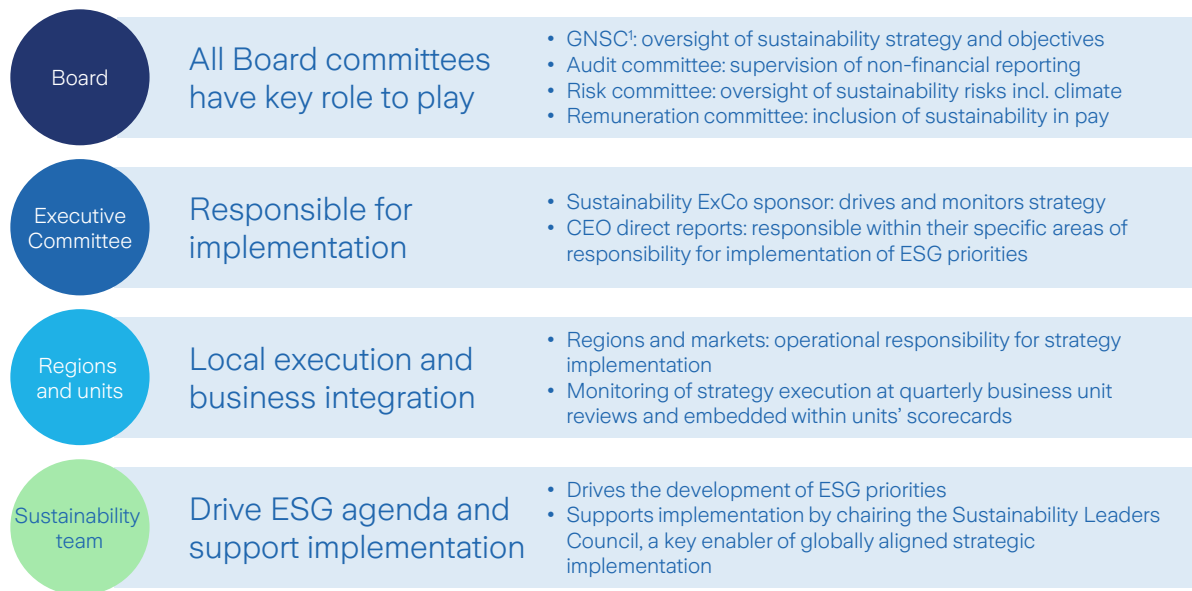 Board
All Board committees
have key role to play
• GNSC¹: oversight of sustainability strategy and objectives
• Audit committee: supervision of non-financial reporting
• Risk committee: oversight of sustainability risks incl. climate
• Remuneration committee: inclusion of sustainability in pay
Executive
Committee
Responsible for
implementation
• Sustainability ExCo sponsor: drives and monitors strategy
• CEO direct reports: responsible within their specific areas of
responsibility for implementation of ESG priorities
Regions
and units
Local execution and
business integration
• Regions and markets: operational responsibility for strategy
implementation
• Monitoring of strategy execution at quarterly business unit
reviews and embedded within units’ scorecards
Sustainability
team
Drive ESG agenda and
support implementation
• Drives the development of ESG priorities
• Supports implementation by chairing the Sustainability Leaders
Council, a key enabler of globally aligned strategic
implementation